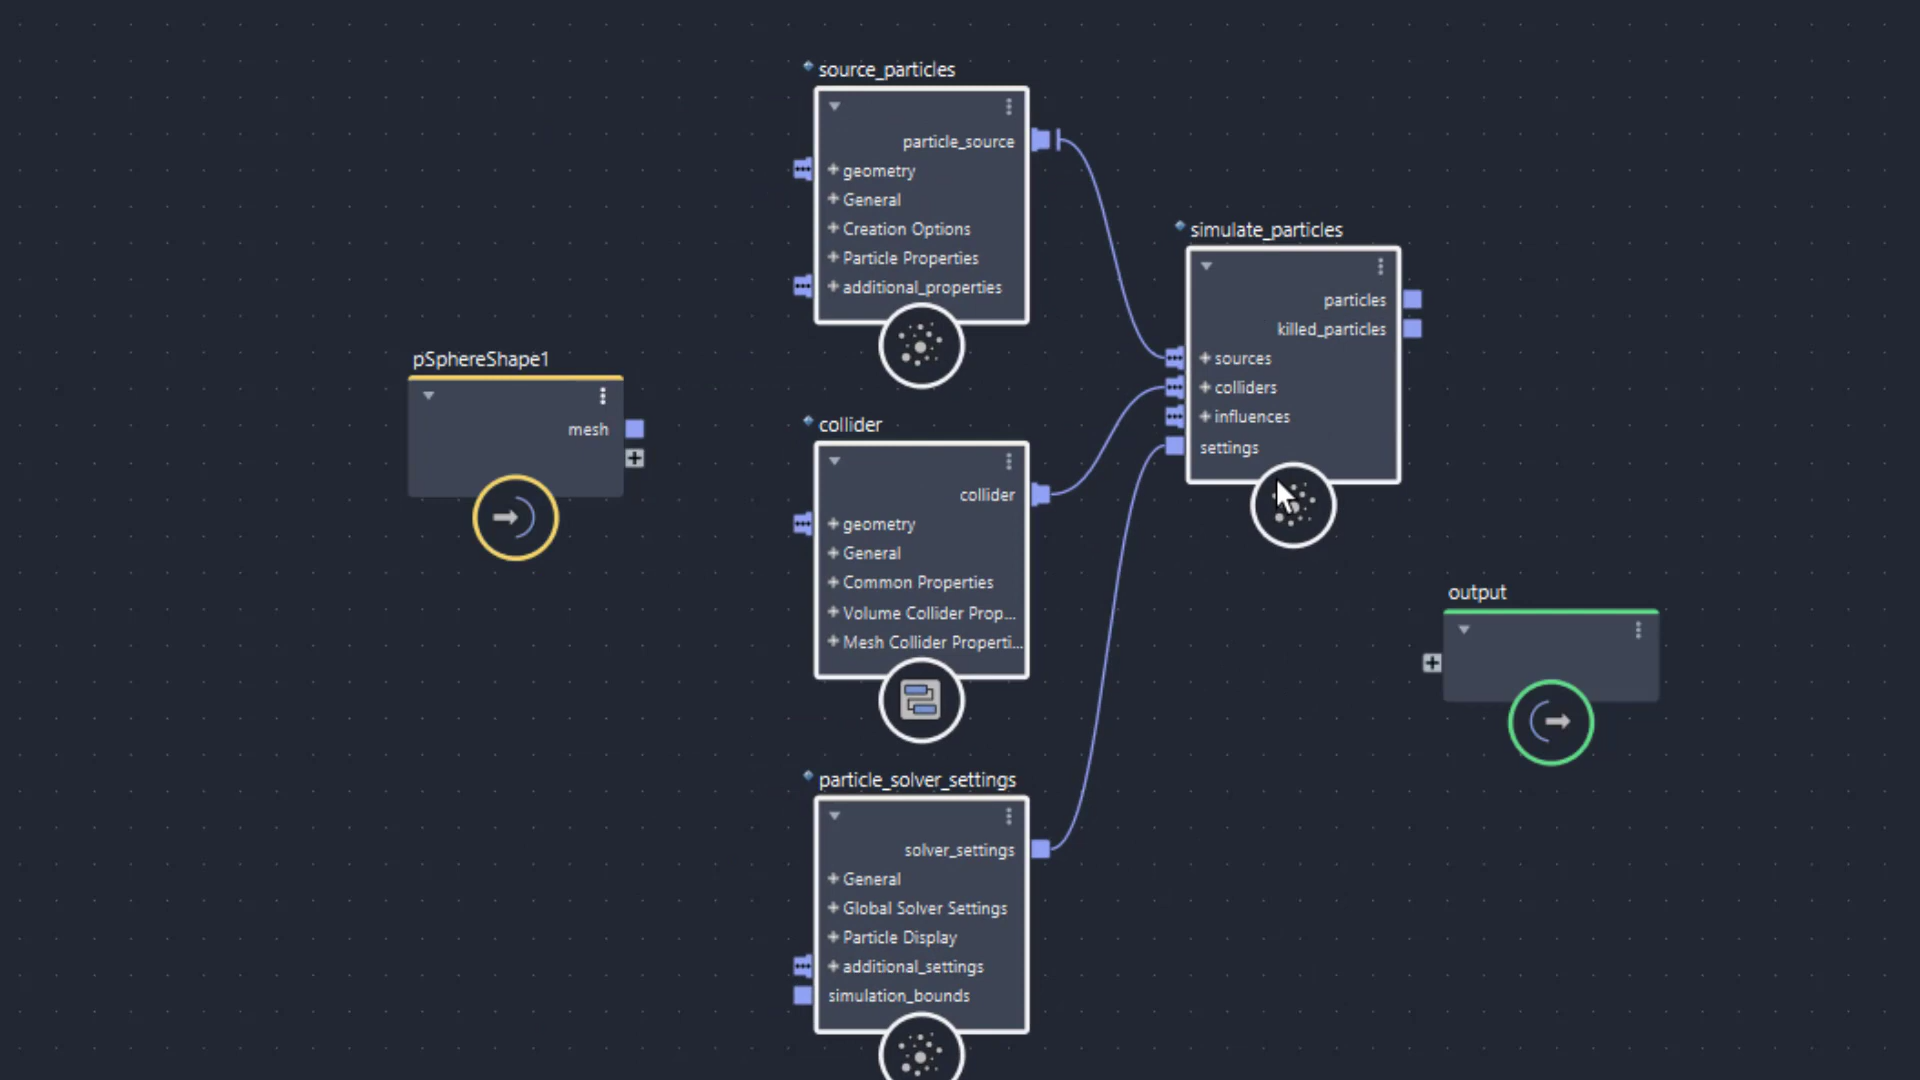 source_particles
particle_source
geometry
General
Creation Options
Particle Properties
additional_properties
pSphereShape1
mesh
collider
collider
geometry
General
Common Properties
Volume Collider Prop...
Mesh Collider Properti...
particle_solver_settings
solver_settings
General
Global Solver Settings
Particle Display
additional_settings
simulation_bounds
simulate_particles
particles
killed_particles
sources
colliders
influences
settings
output